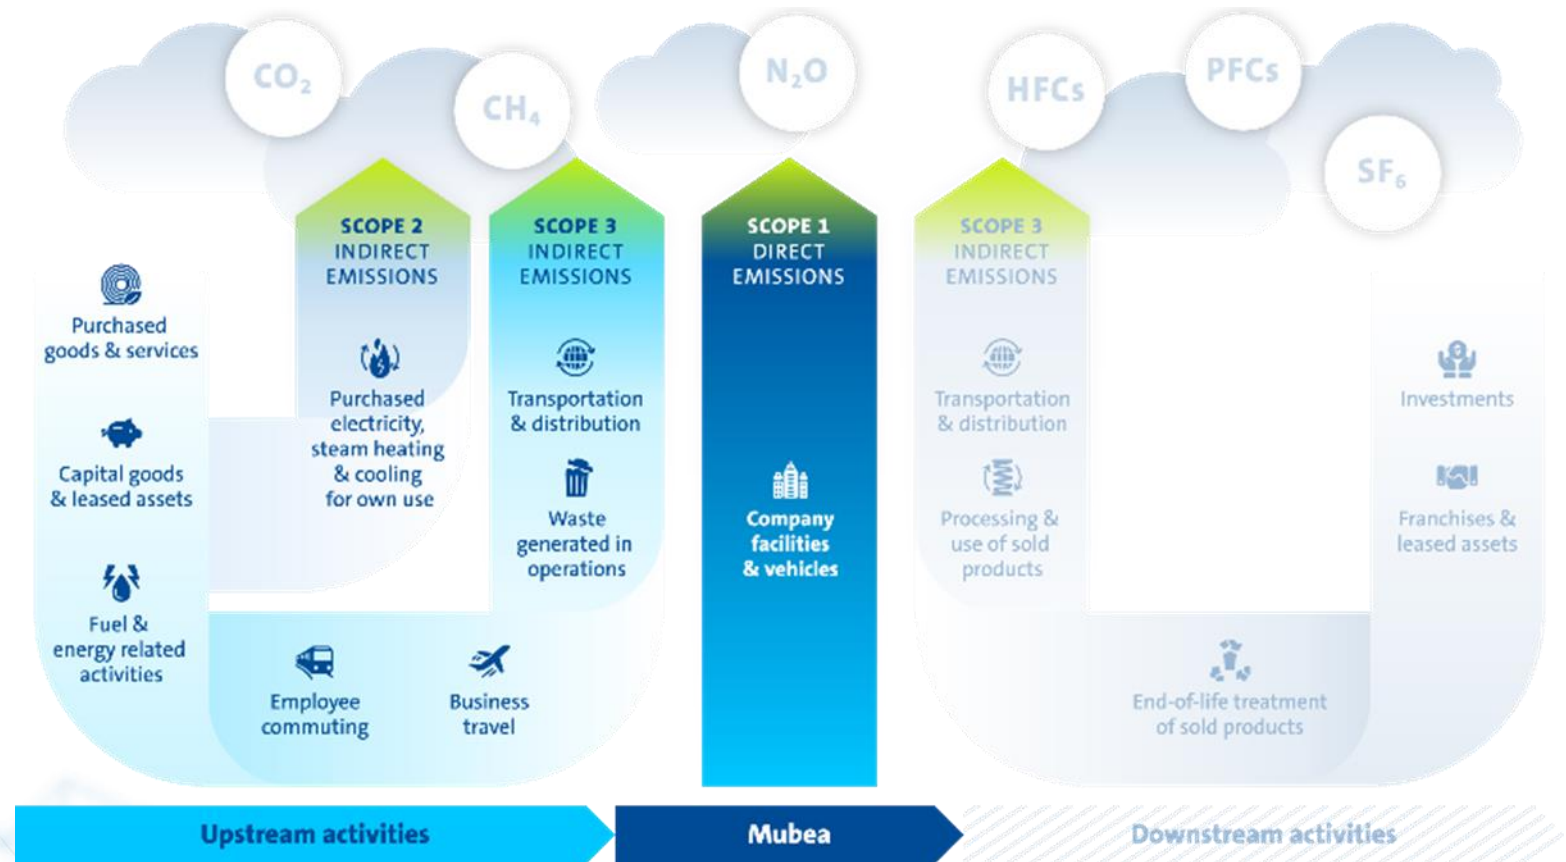 CO₂
CH₄
N₂O
HFCs
PFCs
SF₆
SCOPE 2
INDIRECT
EMISSIONS
SCOPE 3
INDIRECT
EMISSIONS
SCOPE 1
DIRECT
EMISSIONS
SCOPE 3
INDIRECT
EMISSIONS
Purchased
goods & services
Capital goods
& leased assets
Fuel &
energy related
activities
Purchased
electricity,
steam heating
& cooling
for own use
Transportation
& distribution
Waste
generated in
operations
Employee
commuting
Business
travel
Company
facilities
& vehicles
Transportation
& distribution
Processing &
use of sold
products
End-of-life treatment
of sold products
Investments
Franchises &
leased assets
Upstream activities
Mubea
Downstream activities